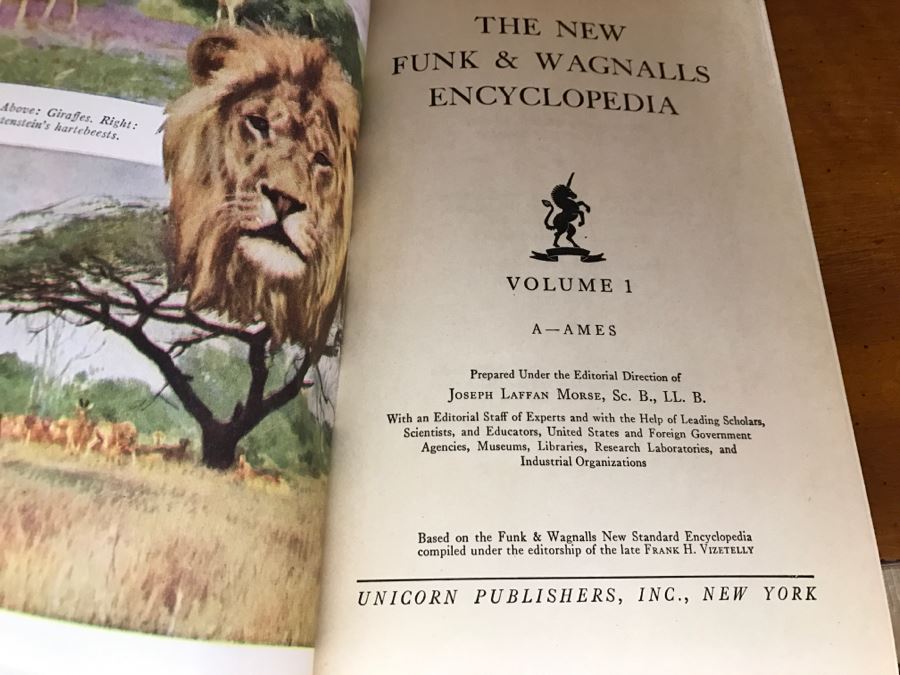 Above: Giraffes. Right:
tenstein's hartebeests.
THE NEW
FUNK & WAGNALLS
ENCYCLOPEDIA
VOLUME 1
A—AMES
Prepared Under the Editorial Direction of
JOSEPH LAFFAN MORSE, Sc. B., LL. B.
With an Editorial Staff of Experts and with the Help of Leading Scholars,
Scientists, and Educators, United States and Foreign Government
Agencies, Museums, Libraries, Research Laboratories, and
Industrial Organizations
Based on the Funk & Wagnalls New Standard Encyclopedia
compiled under the editorship of the late FRANK H. VIZETELLY
UNICORN PUBLISHERS, INC., NEW YORK